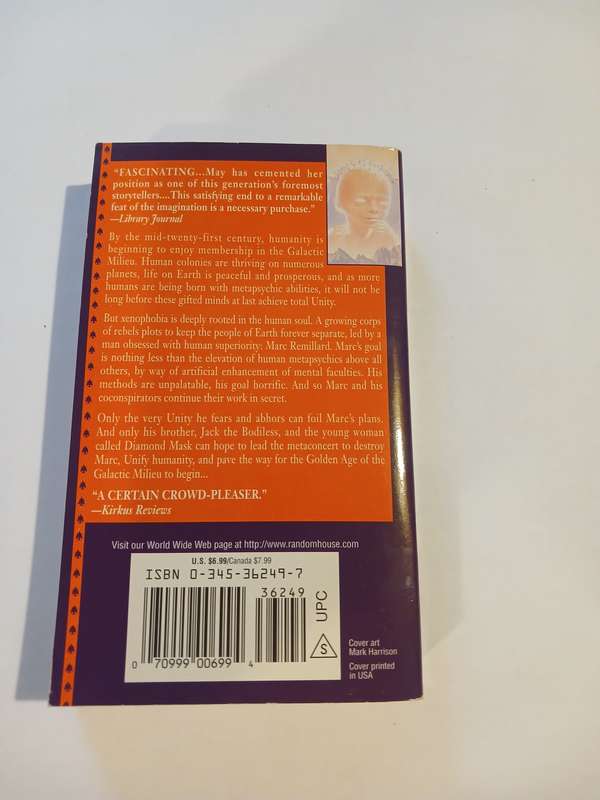 “FASCINATING...May has cemented her
position as one of this generation's foremost
storytellers....This satisfying end to a remarkable
feat of the imagination is a necessary purchase.”
—Library Journal
By the mid-twenty-first century, humanity is
beginning to enjoy membership in the Galactic
Milieu. Human colonies are thriving on numerous
planets, life on Earth is peaceful and prosperous, and as more
humans are being born with metapsychic abilities, it will not be
long before these gifted minds at last achieve total Unity.
But xenophobia is deeply rooted in the human soul. A growing corps
of rebels plots to keep the people of Earth forever separate, led by a
man obsessed with human superiority: Marc Remillard. Marc's goal
is nothing less than the elevation of human metapsychics above all
others, by way of artificial enhancement of mental faculties. His
methods are unpalatable, his goal horrific. And so Marc and his
coconspirators continue their work in secret.
Only the very Unity he fears and abhors can foil Marc's plans.
And only his brother, Jack the Bodiless, and the young woman
called Diamond Mask can hope to lead the metaconcert to destroy
Marc, Unify humanity, and pave the way for the Golden Age of the
Galactic Milieu to begin...
“A CERTAIN CROWD-PLEASER.”
—Kirkus Reviews
Visit our World Wide Web page at http://www.randomhouse.com
U.S. $6.99/Canada $7.99
ISBN 0-345-36249-7
36249
0 70999 00699 4
S UPC
Cover art
Mark Harrison
Cover printed
in USA